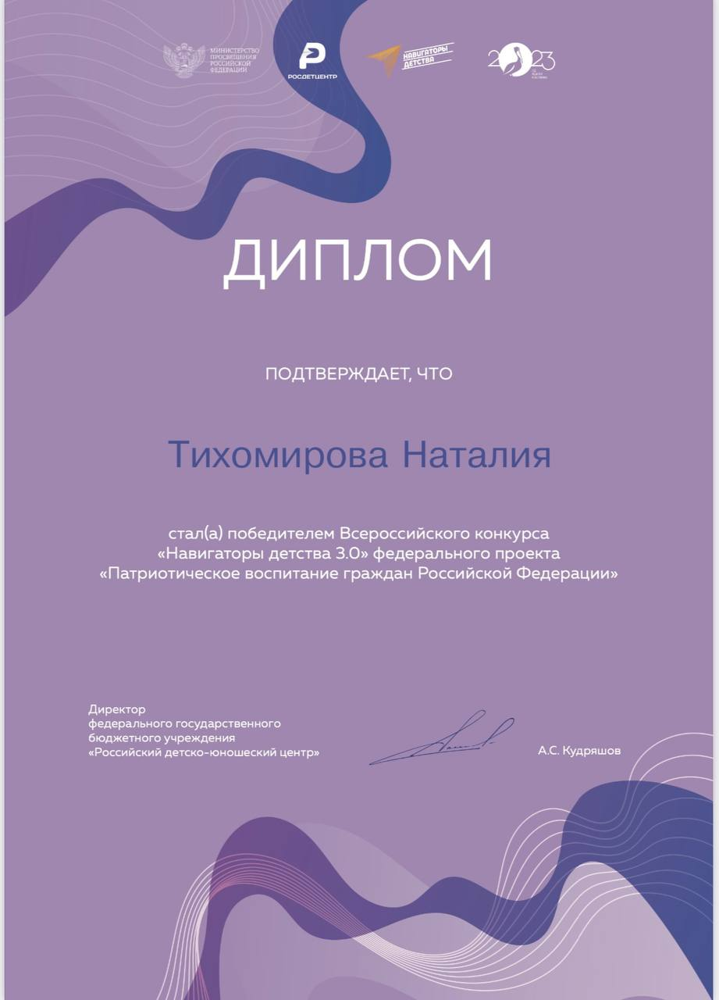 МИНИСТЕРСТВО
ПРОСВЕЩЕНИЯ
РОССИЙСКОЙ
ФЕДЕРАЦИИ
РОСДЕТЦЕНТР
НАВИГАТОРЫ
ДЕТСТВА
2023
ДИПЛОМ
ПОДТВЕРЖДАЕТ, ЧТО
Тихомирова Наталия
стал(а) победителем Всероссийского конкурса
«Навигаторы детства 3.0» федерального проекта
«Патриотическое воспитание граждан Российской Федерации»
Директор
федерального государственного
бюджетного учреждения
«Российский детско-юношеский центр»
А.С. Кудряшов